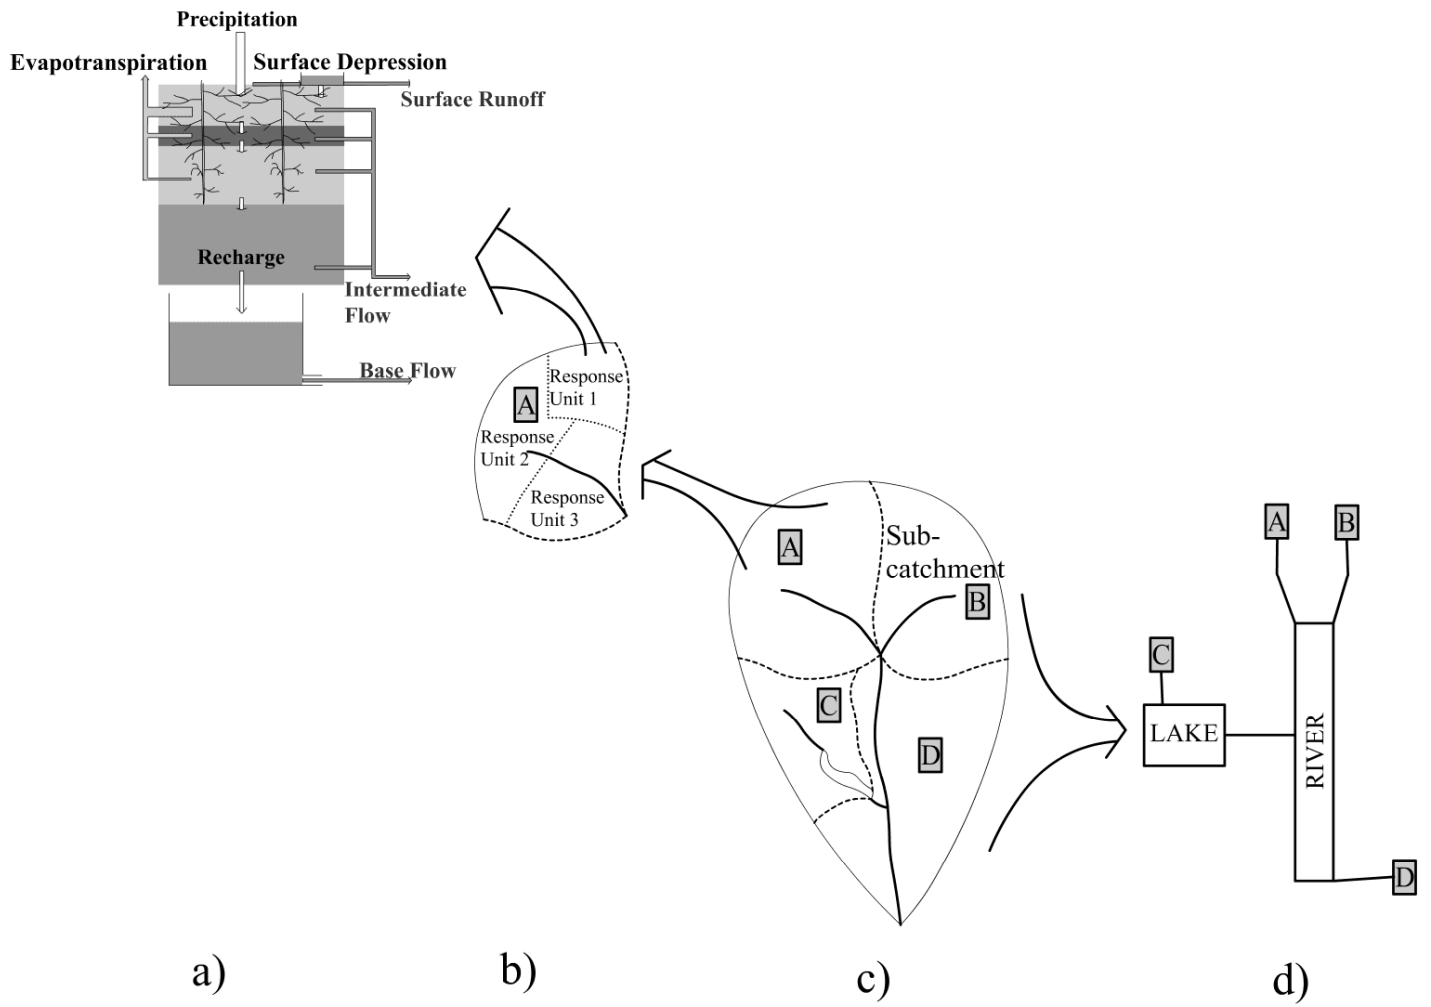 Precipitation
Evapotranspiration
Surface Depression
Surface Runoff
Recharge
Intermediate
Flow
Base Flow
Response
Unit 1
A
Response
Unit 2
Response
Unit 3
A
Sub-
catchment
B
C
D
A
B
C
LAKE
RIVER
D
a)
b)
c)
d)